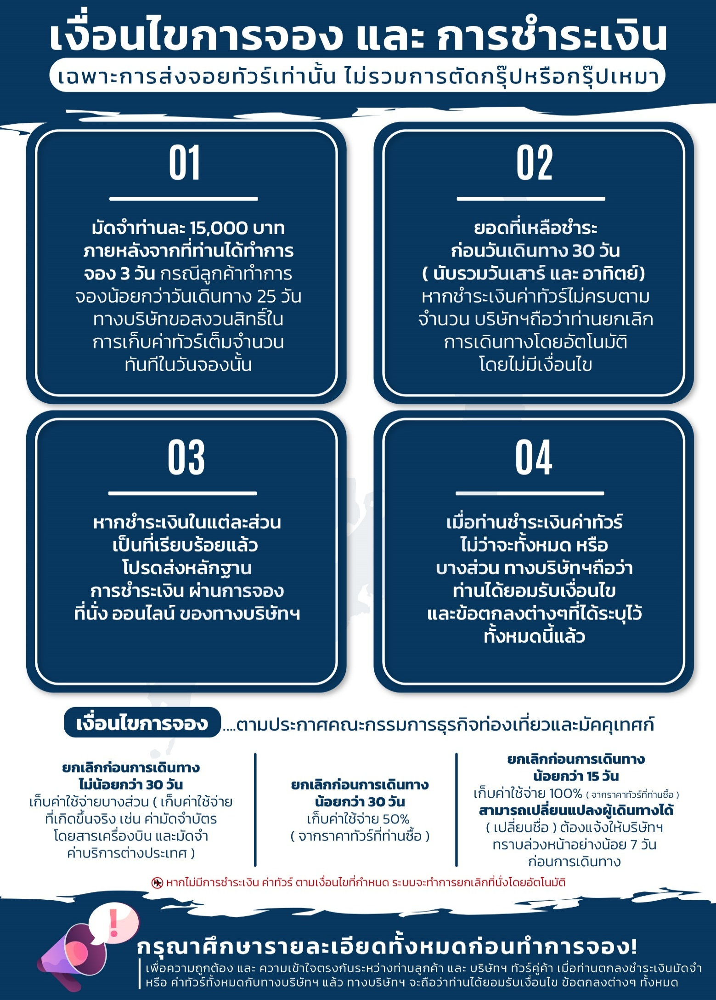 เงื่อนไขการจอง และ การชำระเงิน
เฉพาะการส่งจอยทัวร์เท่านั้น ไม่รวมการตัดกรุ๊ปหรือกรุ๊ปเหมา
01
มัดจำท่านละ 15,000 บาท
ภายหลังจากที่ท่านได้ทำการ
จอง 3 วัน กรณีลูกค้าทำการ
จองน้อยกว่าวันเดินทาง 25 วัน
ทางบริษัทขอสงวนสิทธิ์ใน
การเก็บค่าทัวร์เต็มจำนวน
ทันทีในวันจองนั้น
02
ยอดที่เหลือชำระ
ก่อนวันเดินทาง 30 วัน
( นับรวมวันเสาร์ และ อาทิตย์)
หากชำระเงินค่าทัวร์ไม่ครบตาม
จำนวน บริษัทฯถือว่าท่านยกเลิก
การเดินทางโดยอัตโนมัติ
โดยไม่มีเงื่อนไข
03
หากชำระเงินในแต่ละส่วน
เป็นที่เรียบร้อยแล้ว
โปรดส่งหลักฐาน
การชำระเงิน ผ่านการจอง
ที่นั่ง ออนไลน์ ของทางบริษัทฯ
04
เมื่อท่านชำระเงินค่าทัวร์
ไม่ว่าจะทั้งหมด หรือ
บางส่วน ทางบริษัทฯถือว่า
ท่านได้ยอมรับเงื่อนไข
และข้อตกลงต่างๆที่ได้ระบุไว้
ทั้งหมดนี้แล้ว
เงื่อนไขการจอง ....ตามประกาศคณะกรรมการธุรกิจท่องเที่ยวและมัคคุเทศก์
ยกเลิกก่อนการเดินทาง
ไม่น้อยกว่า 30 วัน
เก็บค่าใช้จ่ายบางส่วน ( เก็บค่าใช้จ่าย
ที่เกิดขึ้นจริง เช่น ค่ามัดจำบัตร
โดยสารเครื่องบิน และมัดจำ
ค่าบริการต่างประเทศ )
ยกเลิกก่อนการเดินทาง
น้อยกว่า 30 วัน
เก็บค่าใช้จ่าย 50%
( จากราคาทัวร์ที่ท่านซื้อ )
ยกเลิกก่อนการเดินทาง
น้อยกว่า 15 วัน
เก็บค่าใช้จ่าย 100% ( จากราคาทัวร์ที่ท่านซื้อ )
สามารถเปลี่ยนแปลงผู้เดินทางได้
( เปลี่ยนชื่อ ) ต้องแจ้งให้บริษัทฯ
ทราบล่วงหน้าอย่างน้อย 7 วัน
ก่อนการเดินทาง
หากไม่มีการชำระเงิน ค่าทัวร์ ตามเงื่อนไขที่กำหนด ระบบจะทำการยกเลิกที่นั่งโดยอัตโนมัติ
!
กรุณาศึกษารายละเอียดทั้งหมดก่อนทำการจอง!
เพื่อความถูกต้อง และ ความเข้าใจตรงกันระหว่างท่านลูกค้า และ บริษัทฯ ทัวร์คู่ค้า เมื่อท่านตกลงชำระเงินมัดจำ
หรือ ค่าทัวร์ทั้งหมดกับทางบริษัทฯ แล้ว ทางบริษัทฯ จะถือว่าท่านได้ยอมรับเงื่อนไข ข้อตกลงต่างๆ ทั้งหมด